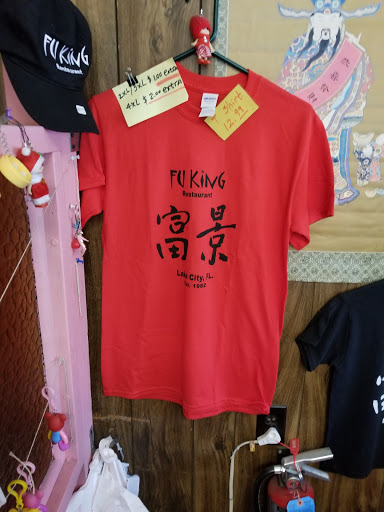 FU KiNG
Restaurant
2XL/3XL $1.00 extra
4XL $2.00 extra
T shirt
12.99
FU KiNG
Restaurant
富景
Lake City, FL.
Est. 1982